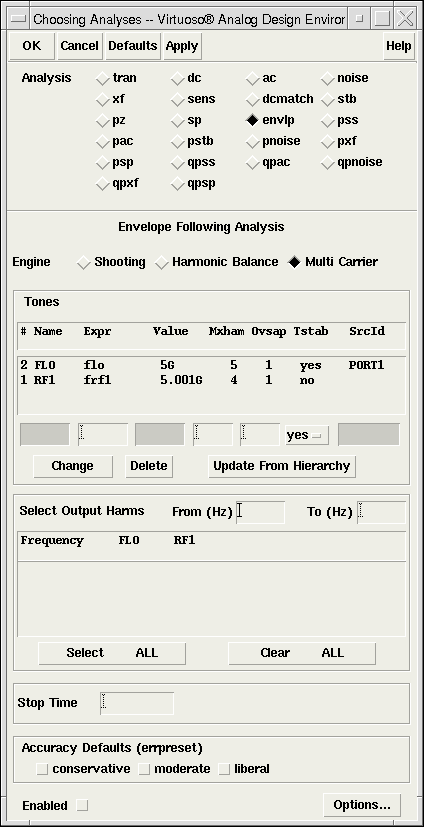 Choosing Analyses -- Virtuoso® Analog Design Enviror
OK Cancel Defaults Apply Help
Analysis tran dc ac noise
xf sens dcmatch stb
pz sp envlp pss
pac pstb pnoise pxf
psp qpss qpac qpnoise
qpxf qpsp
Envelope Following Analysis
Engine Shooting Harmonic Balance Multi Carrier
Tones
# Name Expr Value Mxham Ovsap Tstab SrcId
2 FLO flo 5G 5 1 yes PORT1
1 RF1 frf1 5.001G 4 1 no
yes
Change Delete Update From Hierarchy
Select Output Harms From (Hz) To (Hz)
Frequency FLO RF1
Select ALL Clear ALL
Stop Time
Accuracy Defaults (errpreset)
conservative moderate liberal
Enabled Options...